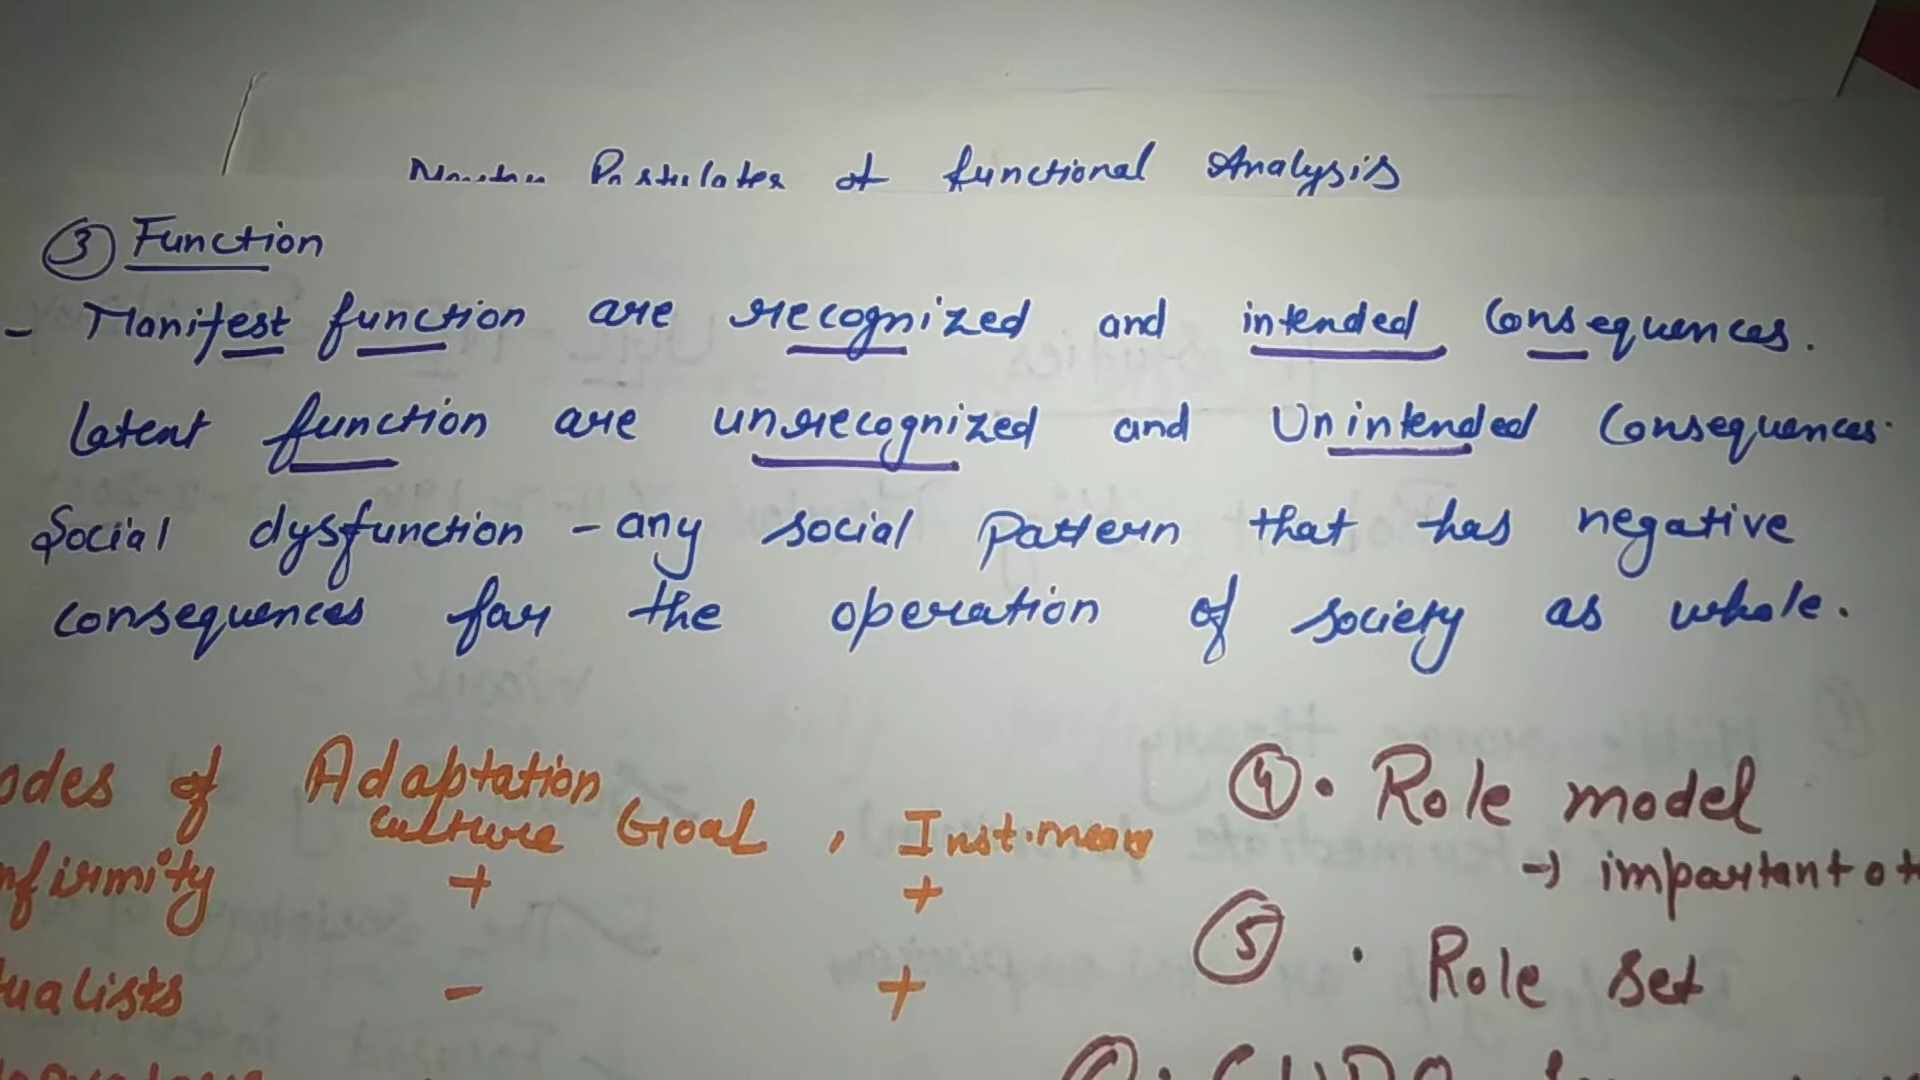 Postulates of functional Analysis
③ Function
- Manifest function are recognized and intended Consequences.
latent function are unrecognized and Unintended Consequences.
Social dysfunction - any social Pattern that has negative
consequences for the operation of society as whole.
odes of Adaptation
Culture Goal , Inst. means
nfirmity + +
ualists - +
④ • Role model
→ important ot
⑤ • Role set